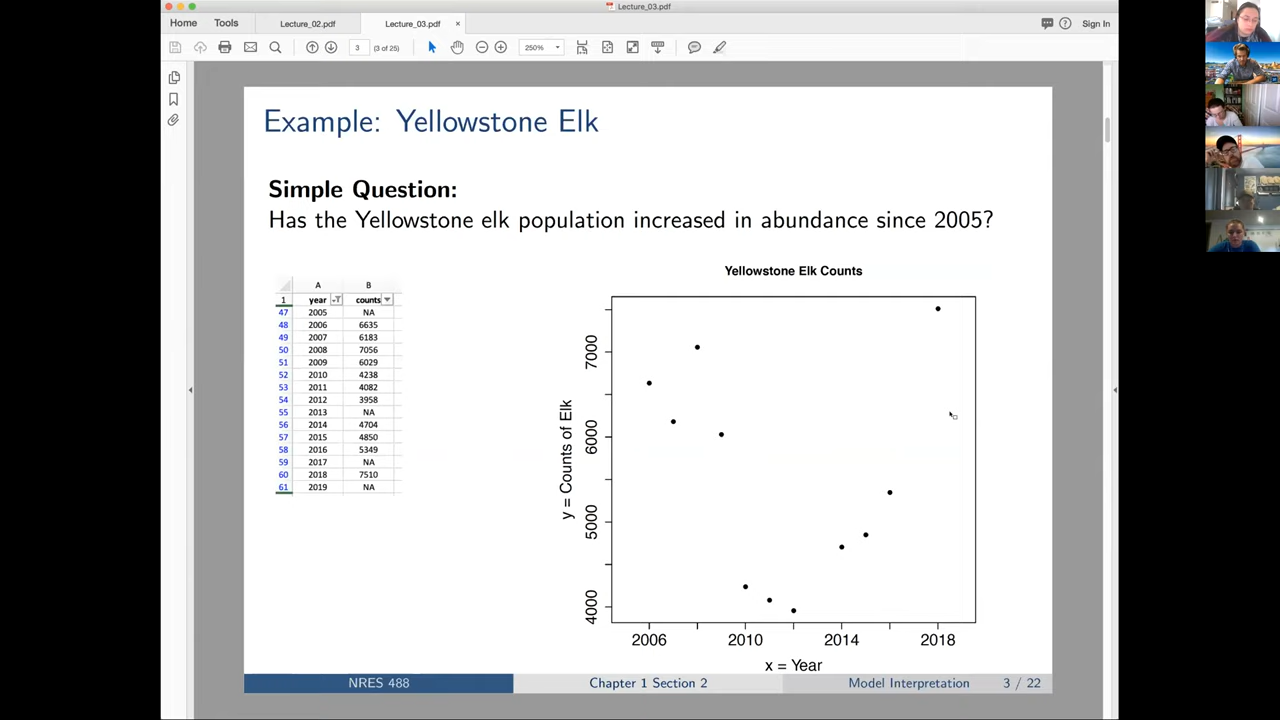 Lecture_03.pdf
Home Tools Lecture_02.pdf Lecture_03.pdf × Sign In
3 (3 of 25) 250%
Example: Yellowstone Elk
Simple Question:
Has the Yellowstone elk population increased in abundance since 2005?
A B
1 year counts
47 2005 NA
48 2006 6635
49 2007 6183
50 2008 7056
51 2009 6029
52 2010 4238
53 2011 4082
54 2012 3958
55 2013 NA
56 2014 4704
57 2015 4850
58 2016 5349
59 2017 NA
60 2018 7510
61 2019 NA
Yellowstone Elk Counts
y = Counts of Elk
7000
6000
5000
4000
2006 2010 2014 2018
x = Year
NRES 488 Chapter 1 Section 2 Model Interpretation 3 / 22